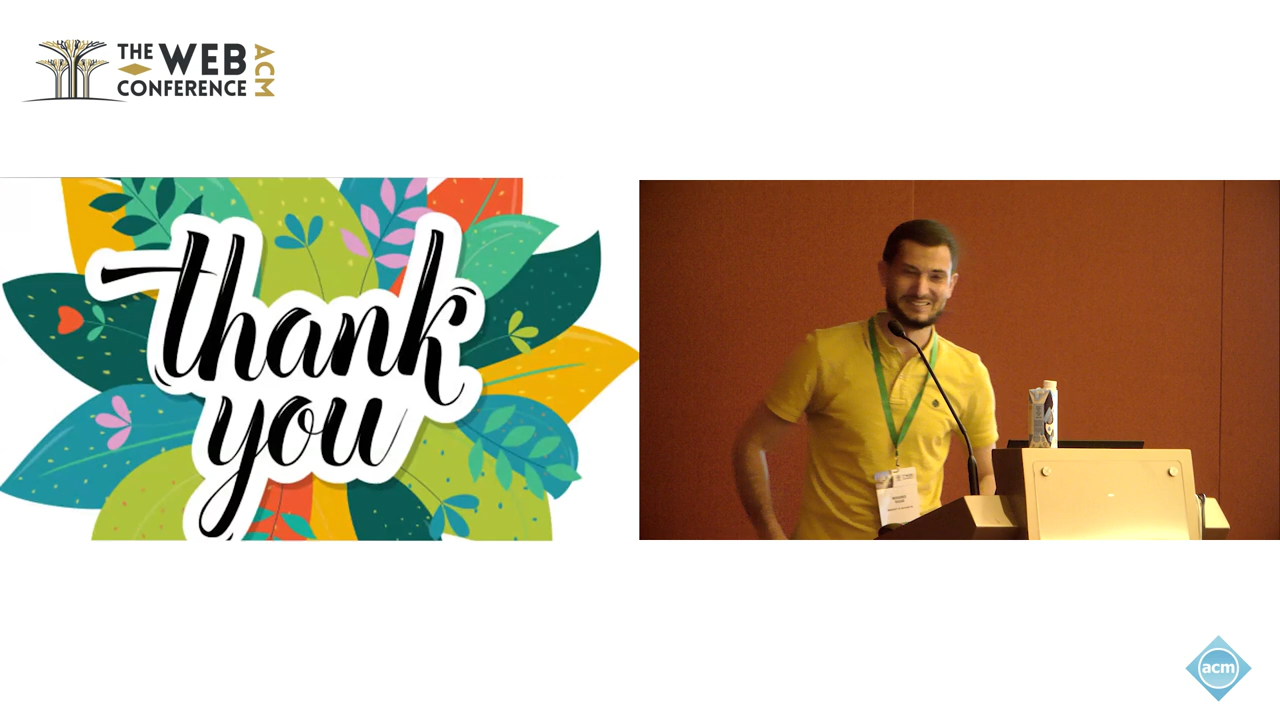 THE WEB
CONFERENCE
ACM
thank
you
acm